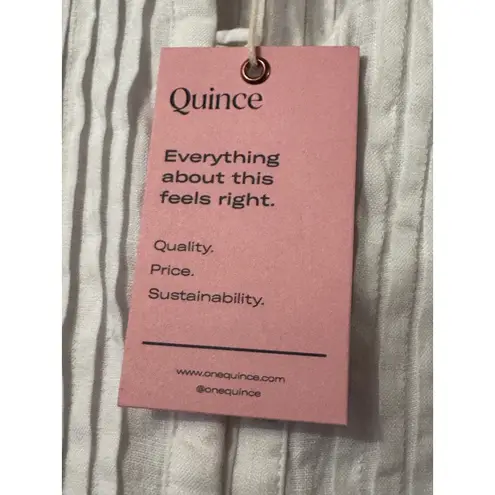 Quince
Everything
about this
feels right.
Quality.
Price.
Sustainability.
www.onequince.com
@onequince